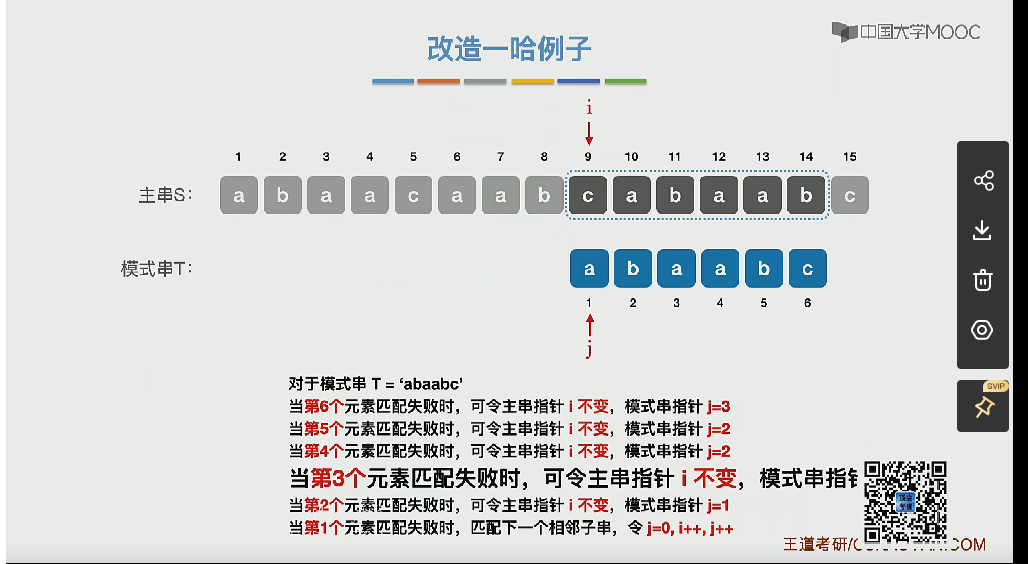 改造一哈例子
中国大学MOOC
i
1 2 3 4 5 6 7 8 9 10 11 12 13 14 15
主串S: a b a a c a a b c a b a a b c
模式串T: a b a a b c
1 2 3 4 5 6
j
对于模式串 T = ‘abaabc’
当第6个元素匹配失败时，可令主串指针 i 不变，模式串指针 j=3
当第5个元素匹配失败时，可令主串指针 i 不变，模式串指针 j=2
当第4个元素匹配失败时，可令主串指针 i 不变，模式串指针 j=2
当第3个元素匹配失败时，可令主串指针 i 不变，模式串指
当第2个元素匹配失败时，可令主串指针 i 不变，模式串指针 j=1
当第1个元素匹配失败时，匹配下一个相邻子串，令 j=0, i++, j++
王道考研/
SVIP